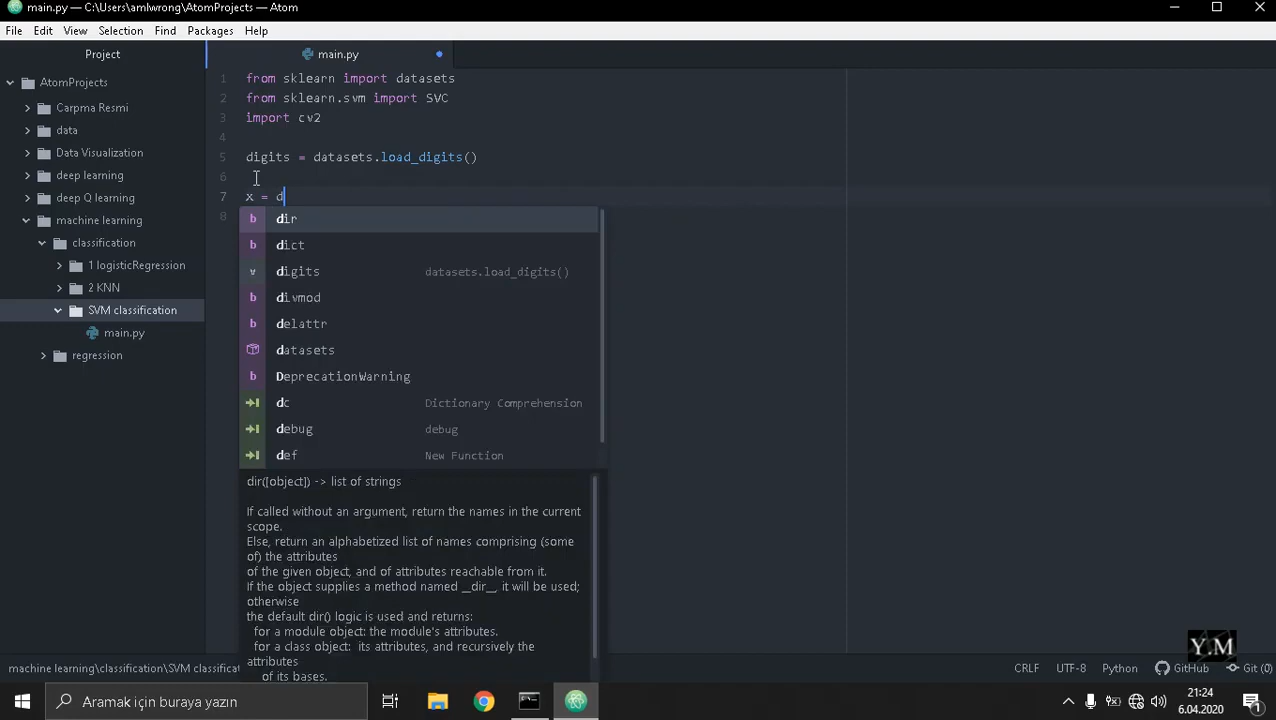 main.py — C:\Users\amlwrong\AtomProjects — Atom
File Edit View Selection Find Packages Help
Project
main.py
AtomProjects
Carpma Resmi
data
Data Visualization
deep learning
deep Q learning
machine learning
classification
1 logisticRegression
2 KNN
SVM classification
main.py
regression
1 from sklearn import datasets
2 from sklearn.svm import SVC
3 import cv2
4
5 digits = datasets.load_digits()
6
7 x = d
8
b dir
b dict
v digits datasets.load_digits()
b divmod
b delattr
datasets
b DeprecationWarning
dc Dictionary Comprehension
debug debug
def New Function
dir([object]) -> list of strings
If called without an argument, return the names in the current
scope.
Else, return an alphabetized list of names comprising (some
of) the attributes
of the given object, and of attributes reachable from it.
If the object supplies a method named __dir__, it will be used;
otherwise
the default dir() logic is used and returns:
for a module object: the module's attributes.
for a class object: its attributes, and recursively the
attributes
of its bases.
Y.M
machine learning\classification\SVM classifica
CRLF UTF-8 Python GitHub Git (0)
Aramak için buraya yazın
21:24
6.04.2020
1